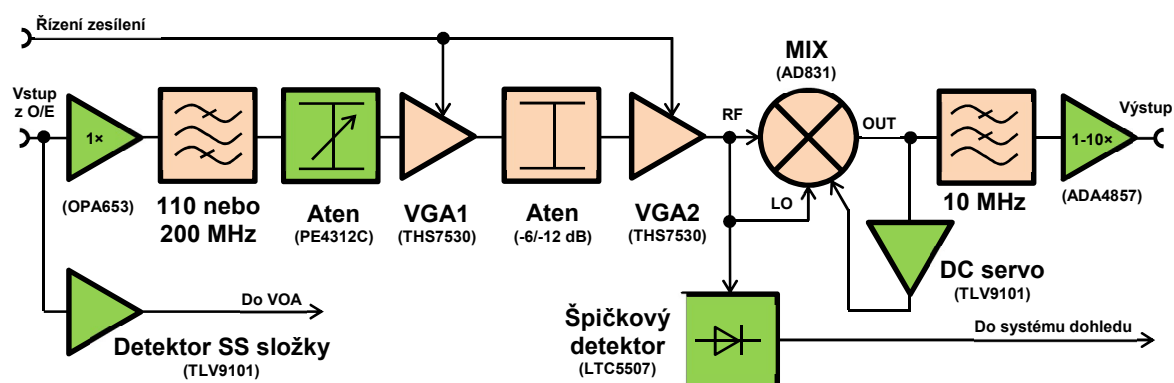 Řízení zesílení
Vstup
z O/E
1×
(OPA653)
110 nebo
200 MHz
Aten
(PE4312C)
VGA1
(THS7530)
Aten
(-6/-12 dB)
VGA2
(THS7530)
RF
LO
MIX
(AD831)
OUT
10 MHz
1-10×
(ADA4857)
Výstup
DC servo
(TLV9101)
Do VOA
Detektor SS složky
(TLV9101)
Špičkový
detektor
(LTC5507)
Do systému dohledu